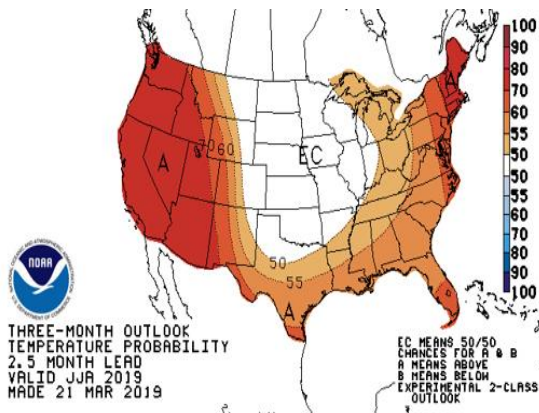 A
A
A
EC
70
60
50
55
100
90
80
70
60
55
50
50
55
60
70
80
90
100
NOAA
THREE-MONTH OUTLOOK
TEMPERATURE PROBABILITY
2.5 MONTH LEAD
VALID JJA 2019
MADE 21 MAR 2019
EC MEANS 50/50
CHANCES FOR A & B
A MEANS ABOVE
B MEANS BELOW
EXPERIMENTAL 2-CLASS
OUTLOOK